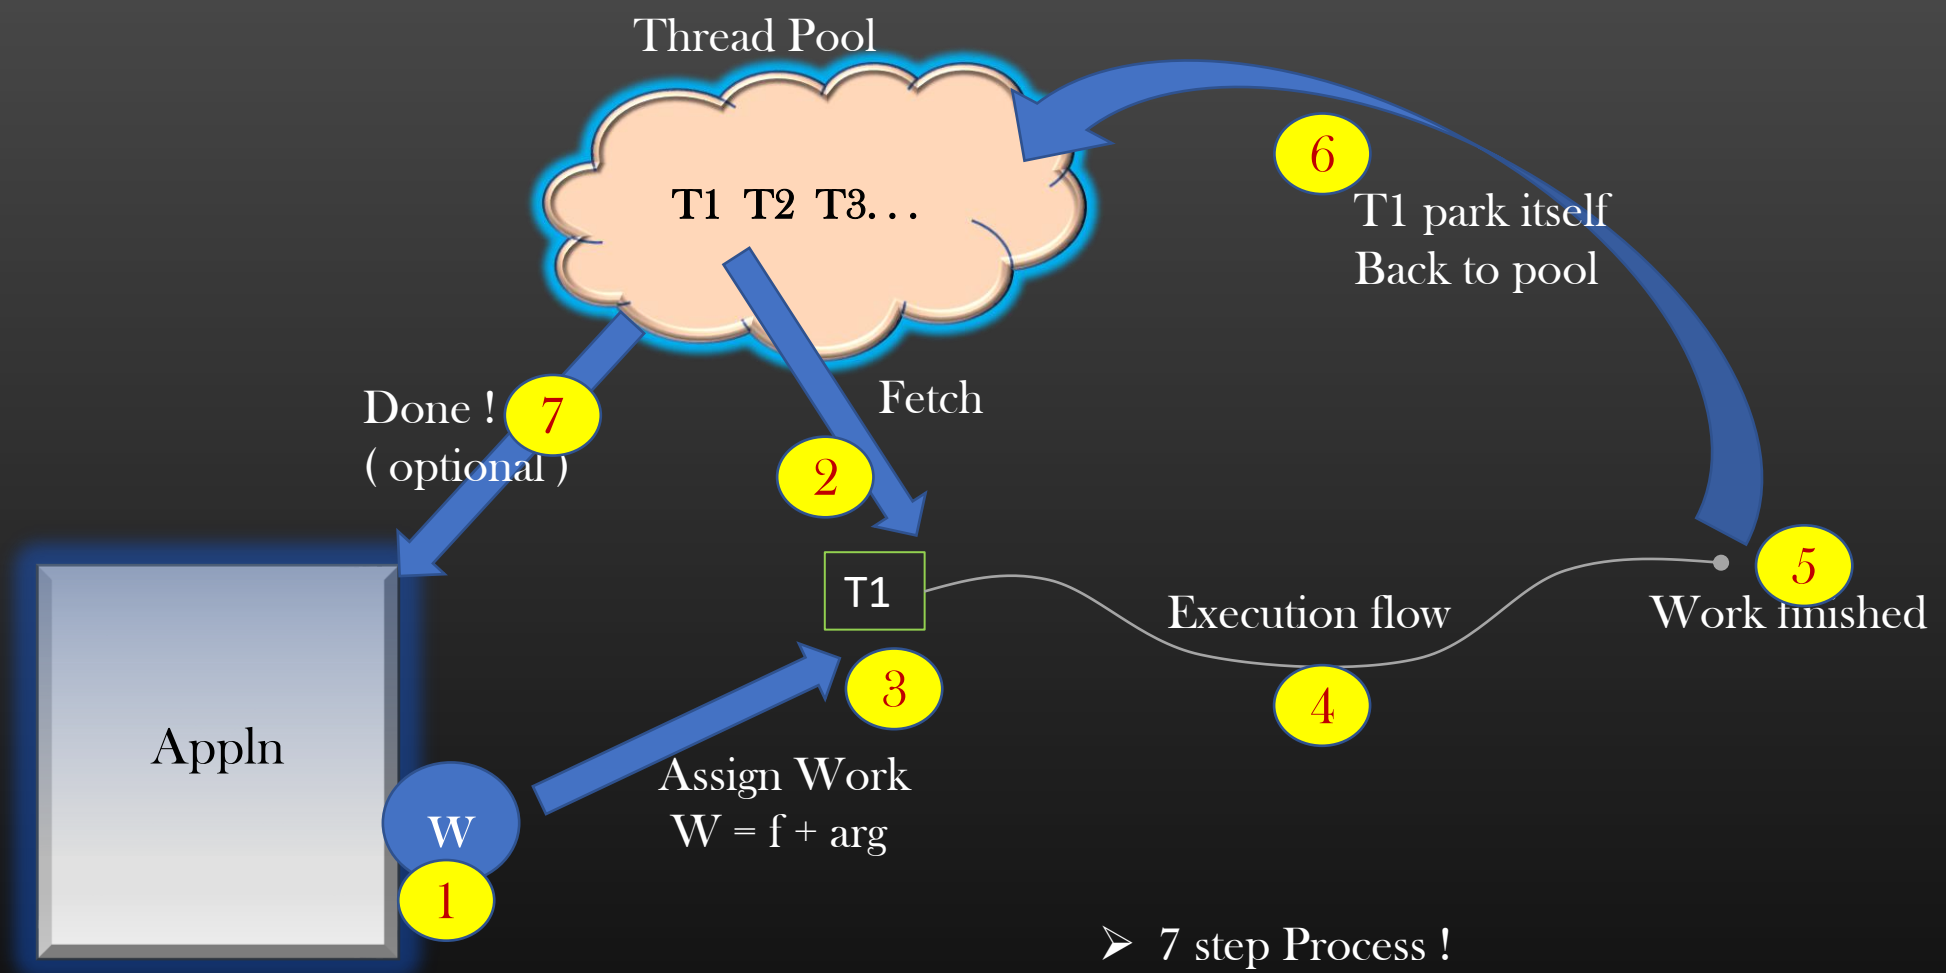 Thread Pool
T1 T2 T3...
6
T1 park itself
Back to pool
Done !
7
( optional )
Fetch
2
T1
5
Execution flow
Work finished
3
4
Appln
Assign Work
W = f + arg
W
1
➢ 7 step Process !